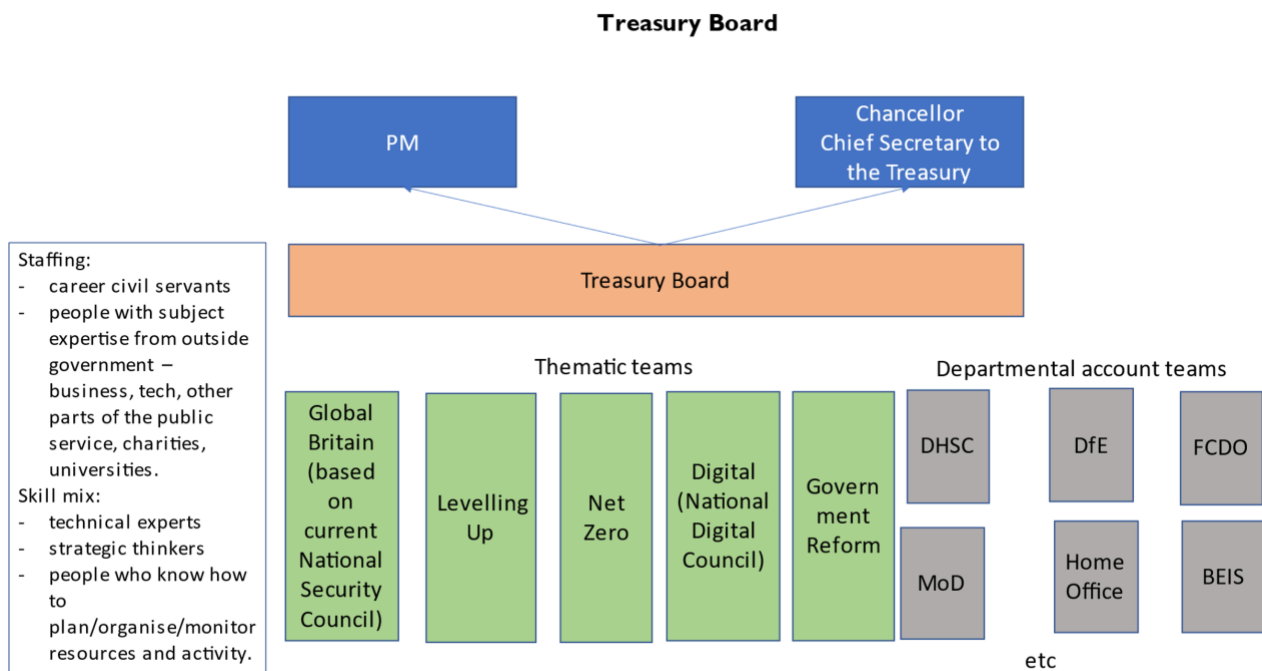 Treasury Board
PM
Chancellor
Chief Secretary to
the Treasury
Treasury Board
Staffing:
- career civil servants
- people with subject
expertise from outside
government –
business, tech, other
parts of the public
service, charities,
universities.
Skill mix:
- technical experts
- strategic thinkers
- people who know how
to
plan/organise/monitor
resources and activity.
Thematic teams
Global
Britain
(based
on
current
National
Security
Council)
Levelling
Up
Net
Zero
Digital
(National
Digital
Council)
Govern
ment
Reform
Departmental account teams
DHSC
DfE
FCDO
MoD
Home
Office
BEIS
etc